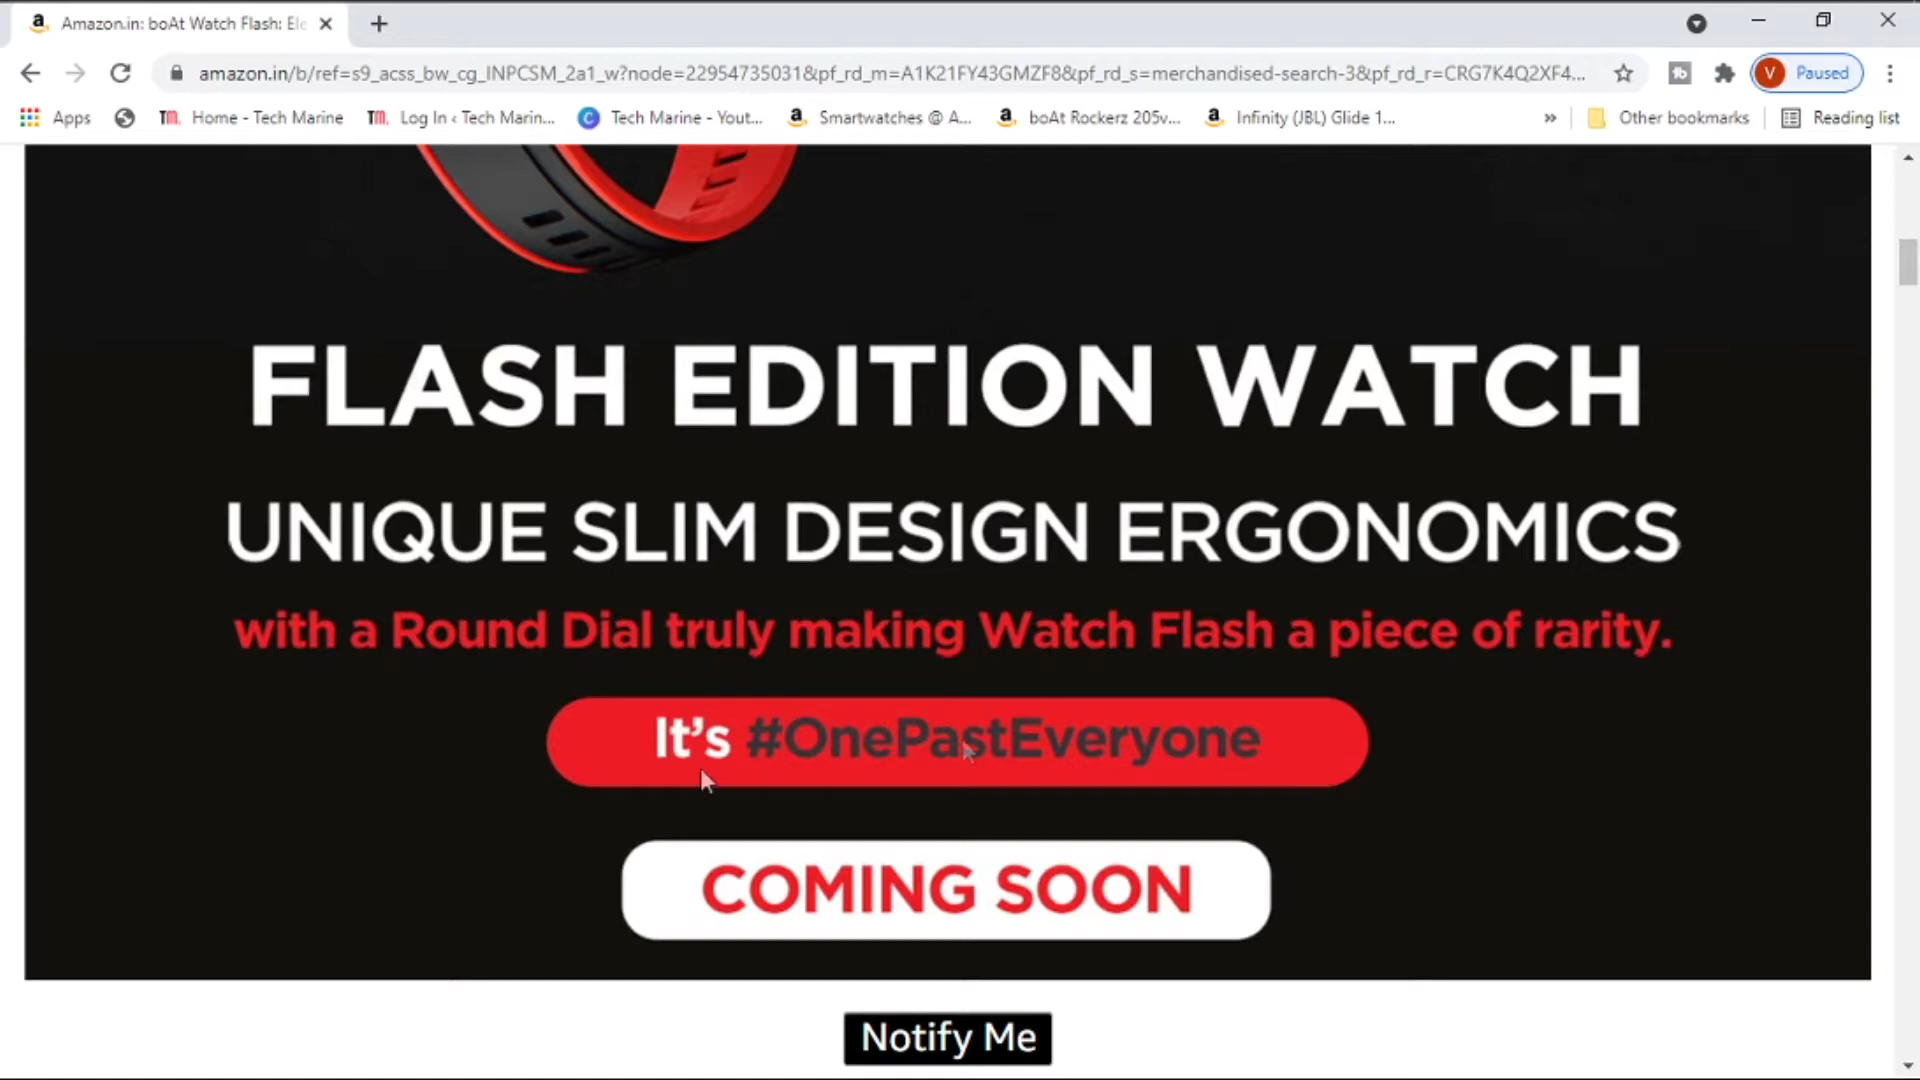 Amazon.in: boAt Watch Flash: Ele
amazon.in/b/ref=s9_acss_bw_cg_INPCSM_2a1_w?node=22954735031&pf_rd_m=A1K21FY43GMZF8&pf_rd_s=merchandised-search-3&pf_rd_r=CRG7K4Q2XF4...
V Paused
Apps TM. Home - Tech Marine TM. Log In ‹ Tech Marin... C Tech Marine - Yout... Smartwatches @ A... boAt Rockerz 205v... Infinity (JBL) Glide 1... » Other bookmarks Reading list
FLASH EDITION WATCH
UNIQUE SLIM DESIGN ERGONOMICS
with a Round Dial truly making Watch Flash a piece of rarity.
It's #OnePastEveryone
COMING SOON
Notify Me